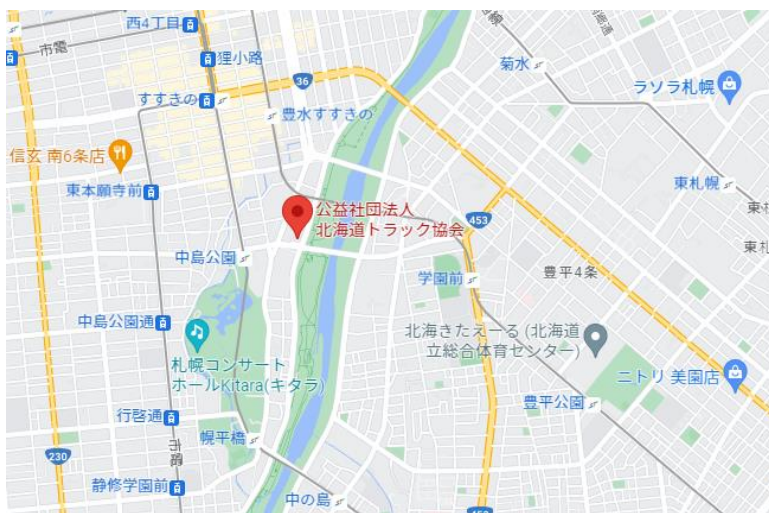 西4丁目
市電
狸小路
36
菊水
ラソラ札幌
すすきの
豊水すすきの
信玄 南6条店
東本願寺前
東札幌
公益社団法人
北海道トラック協会
453
中島公園
学園前
豊平4条
中島公園通
北海きたえーる (北海道
立総合体育センター)
札幌コンサート
ホールKitara(キタラ)
ニトリ 美園店
行啓通
豊平公園
幌平橋
市電
230
静修学園前
中の島
453